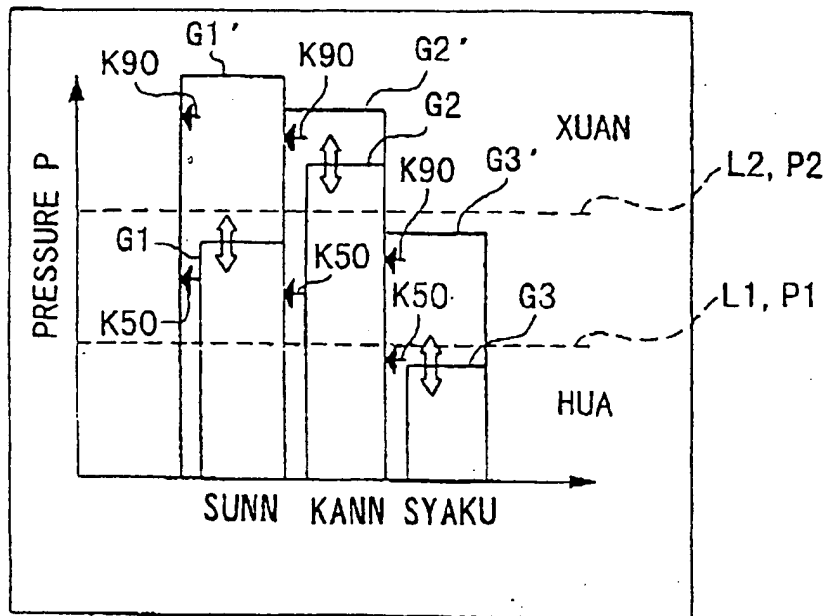 G1'
K90
K90
G2'
G2
XUAN
G3'
K90
L2, P2
PRESSURE P
G1
K50
K50
K50
G3
L1, P1
HUA
SUNN KANN SYAKU